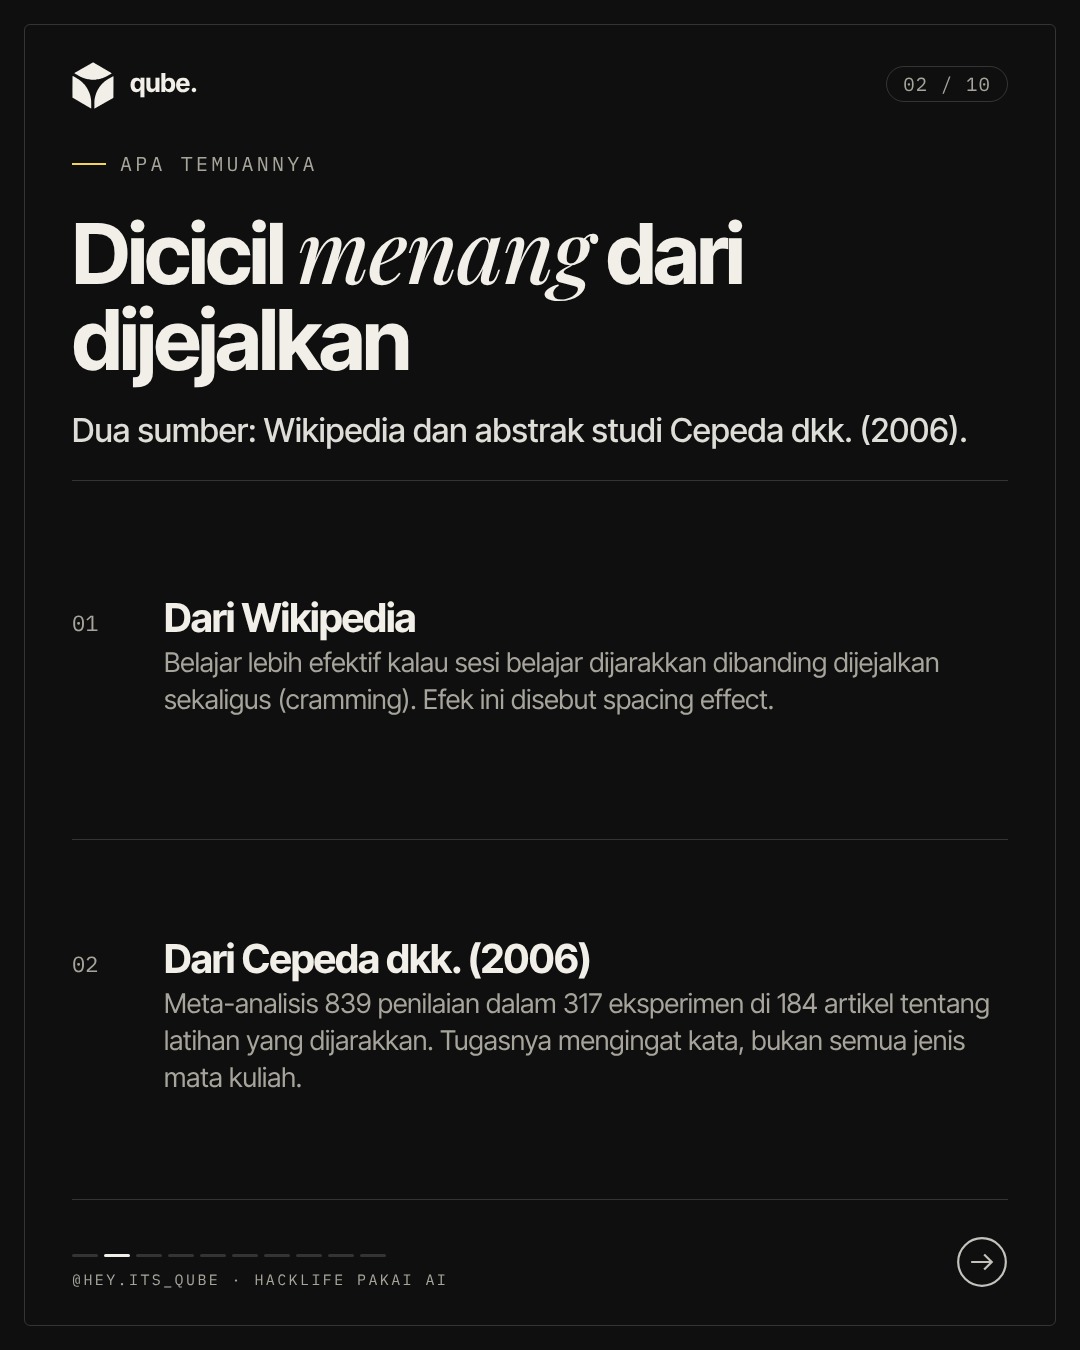 qube.
02 / 10
APA TEMUANNYA
Dicicil menang dari
dijejalkan
Dua sumber: Wikipedia dan abstrak studi Cepeda dkk. (2006).
01
Dari Wikipedia
Belajar lebih efektif kalau sesi belajar dijarakkan dibanding dijejalkan
sekaligus (cramming). Efek ini disebut spacing effect.
02
Dari Cepeda dkk. (2006)
Meta-analisis 839 penilaian dalam 317 eksperimen di 184 artikel tentang
latihan yang dijarakkan. Tugasnya mengingat kata, bukan semua jenis
mata kuliah.
@HEY.ITS_QUBE · HACKLIFE PAKAI AI